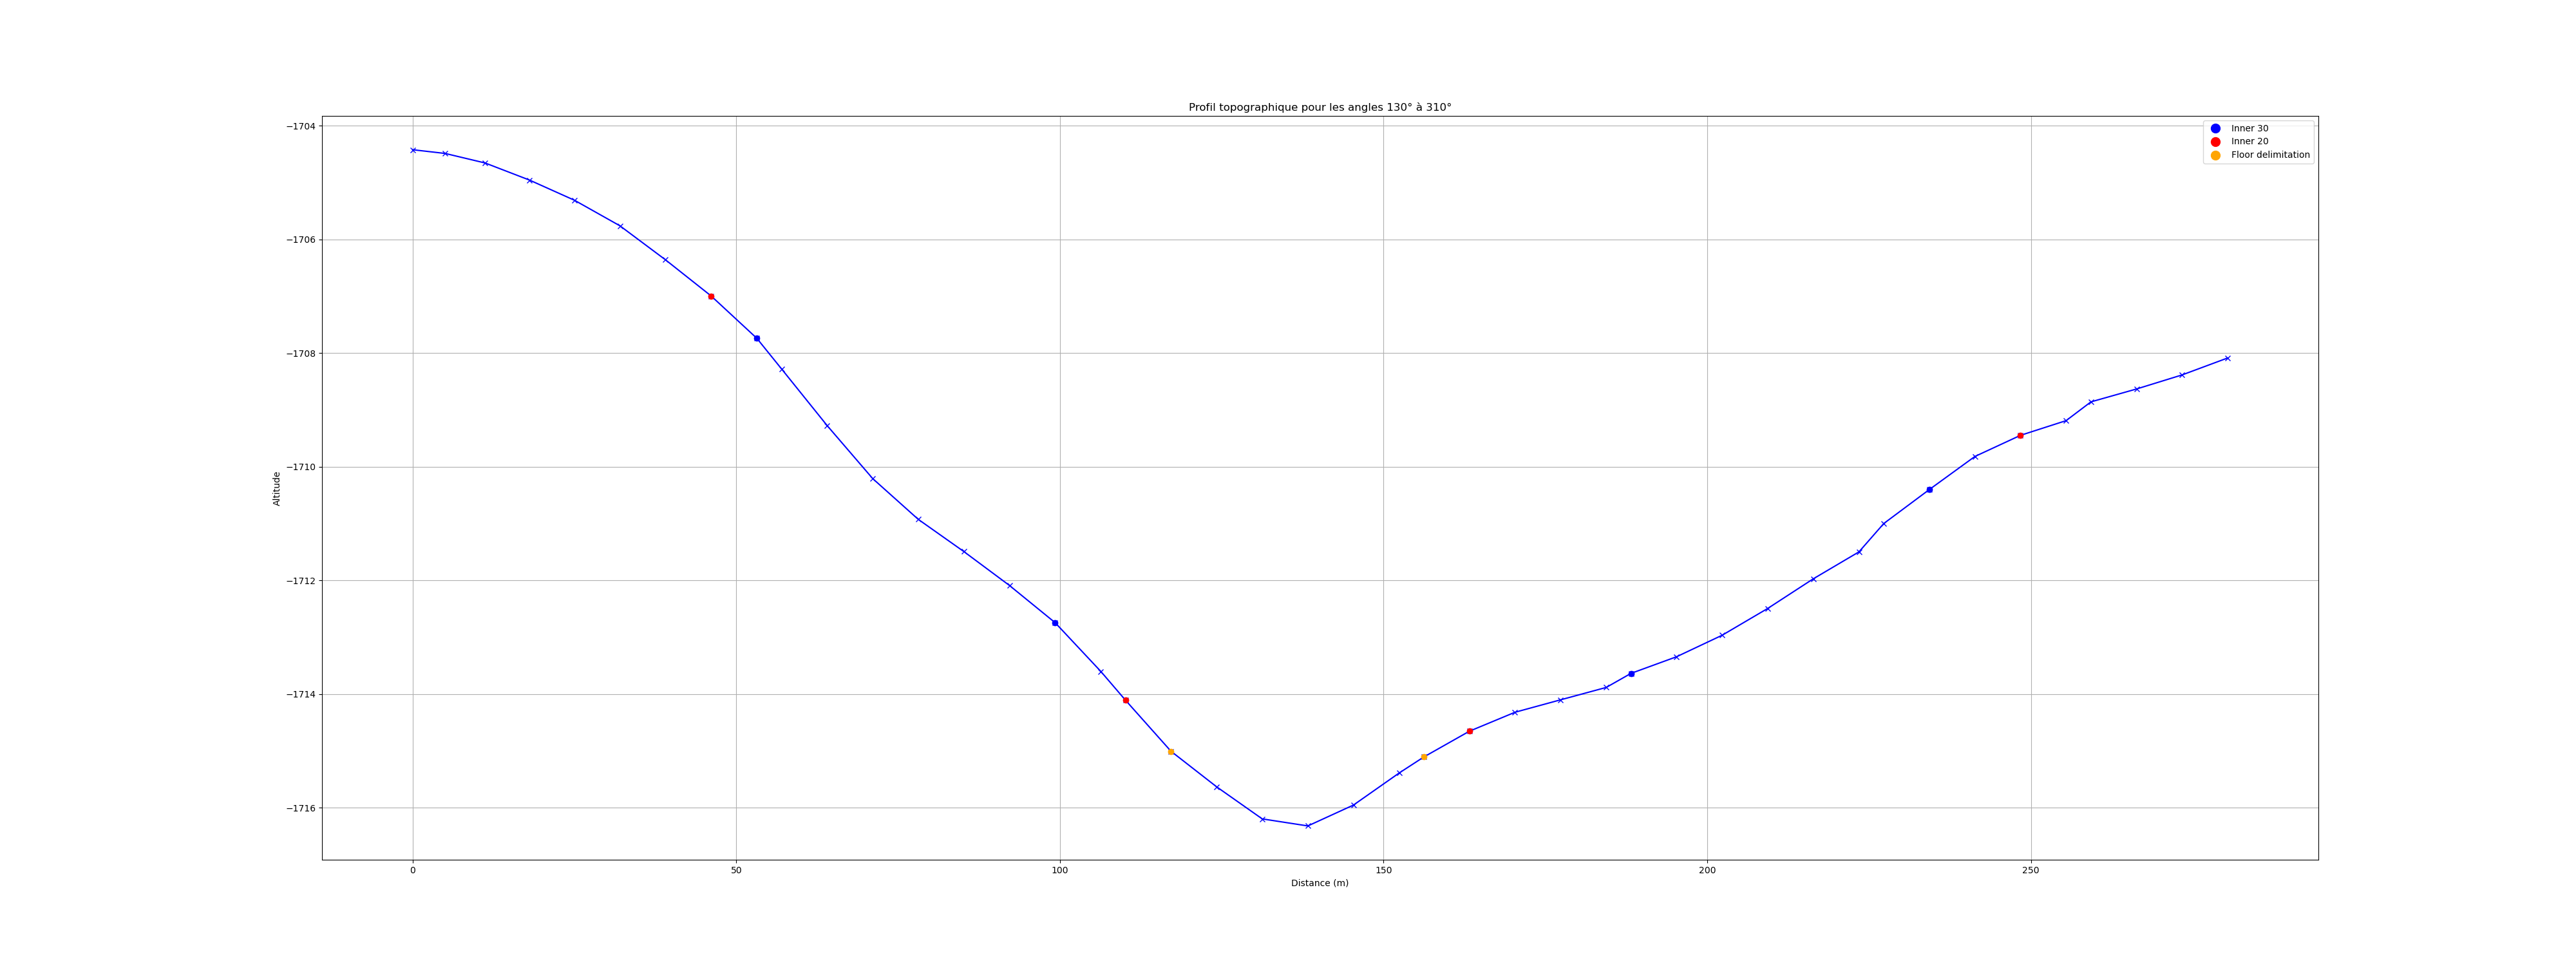 Profil topographique pour les angles 130° à 310°
Inner 30
Inner 20
Floor delimitation
Altitude
−1704
−1706
−1708
−1710
−1712
−1714
−1716
0
50
100
150
200
250
Distance (m)